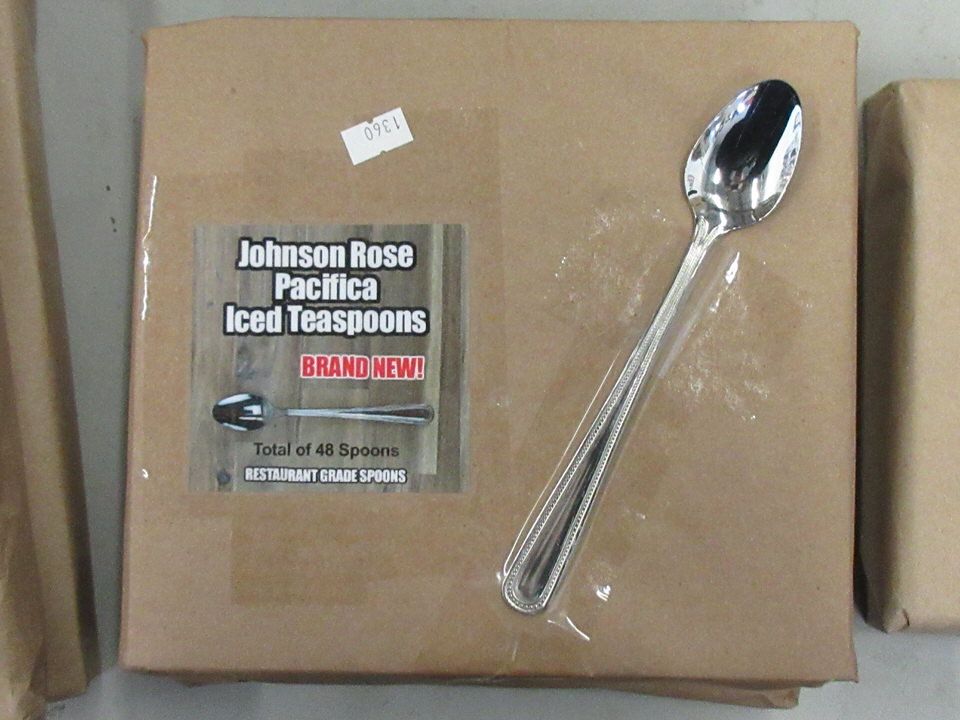 1360
Johnson Rose
Pacifica
Iced Teaspoons
BRAND NEW!
Total of 48 Spoons
RESTAURANT GRADE SPOONS